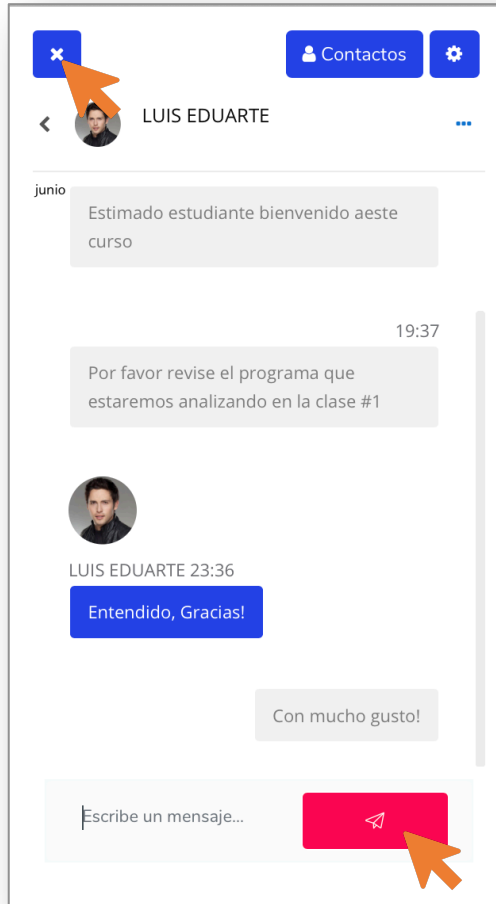 Contactos
LUIS EDUARTE
junio
Estimado estudiante bienvenido aeste
curso
19:37
Por favor revise el programa que
estaremos analizando en la clase #1
LUIS EDUARTE 23:36
Entendido, Gracias!
Con mucho gusto!
Escribe un mensaje...